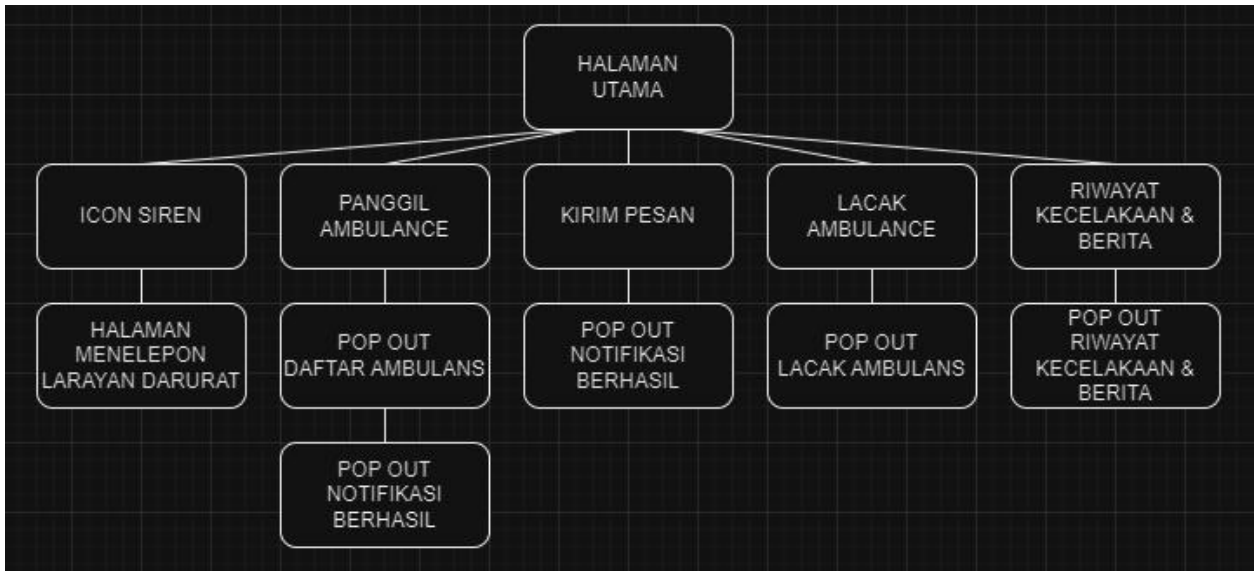 HALAMAN
UTAMA
ICON SIREN
PANGGIL
AMBULANCE
KIRIM PESAN
LACAK
AMBULANCE
RIWAYAT
KECELAKAAN &
BERITA
HALAMAN
MENELEPON
LARAYAN DARURAT
POP OUT
DAFTAR AMBULANS
POP OUT
NOTIFIKASI
BERHASIL
POP OUT
LACAK AMBULANS
POP OUT
RIWAYAT
KECELAKAAN &
BERITA
POP OUT
NOTIFIKASI
BERHASIL